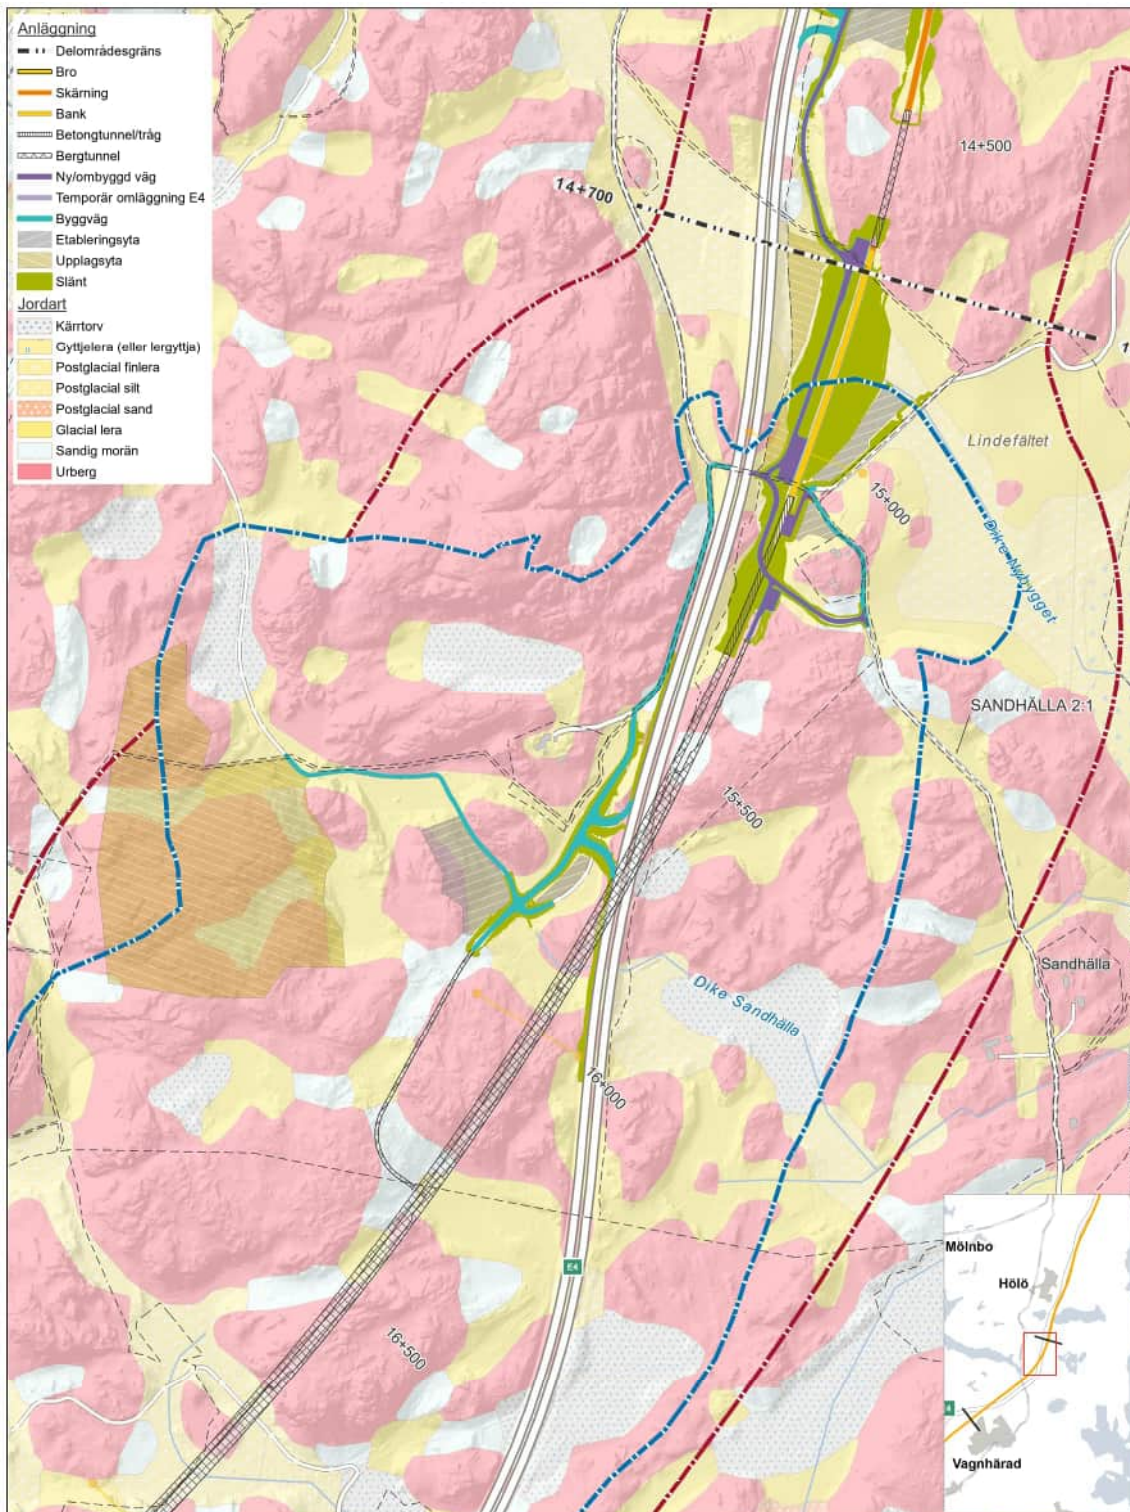 Anläggning
Delområdesgräns
Bro
Skärning
Bank
Betongtunnel/tråg
Bergtunnel
Ny/ombyggd väg
Temporär omläggning E4
Byggväg
Etableringsyta
Upplagsyta
Slänt
Jordart
Kärrtorv
Gyttjelera (eller lergyttja)
Postglacial finlera
Postglacial silt
Postglacial sand
Glacial lera
Sandig morän
Urberg
14+500
14+700
1
Lindefältet
15+000
Dike Nybygget
SANDHÄLLA 2:1
15+500
Sandhälla
Dike Sandhälla
16+000
E4
16+500
Mölnbo
Hölö
4
Vagnhärad